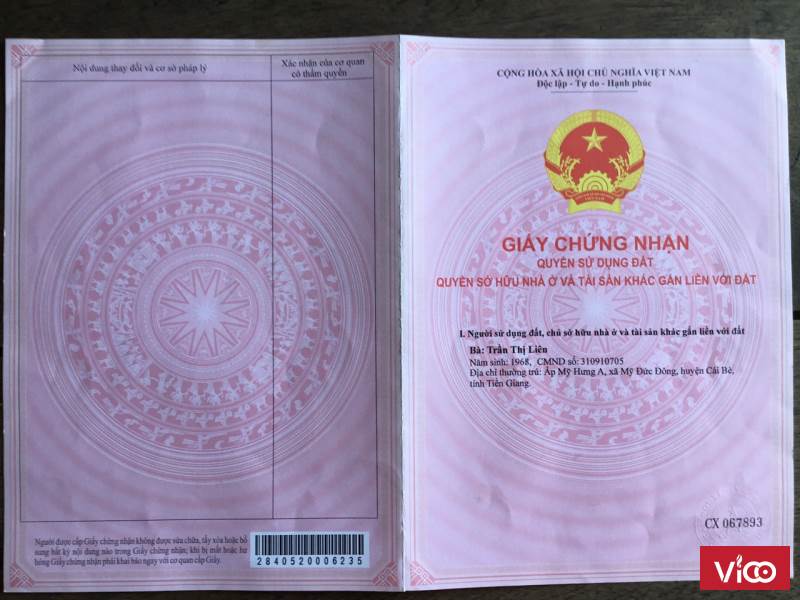 Nội dung thay đổi và cơ sở pháp lý
Xác nhận của cơ quan
có thẩm quyền
Người được cấp Giấy chứng nhận không được sửa chữa, tẩy xóa hoặc bổ
sung bất kỳ nội dung nào trong Giấy chứng nhận; khi bị mất hoặc hư
hỏng Giấy chứng nhận phải khai báo ngay với cơ quan cấp Giấy.
2840520006235
CỘNG HÒA XÃ HỘI CHỦ NGHĨA VIỆT NAM
Độc lập - Tự do - Hạnh phúc
GIẤY CHỨNG NHẬN
QUYỀN SỬ DỤNG ĐẤT
QUYỀN SỞ HỮU NHÀ Ở VÀ TÀI SẢN KHÁC GẮN LIỀN VỚI ĐẤT
I. Người sử dụng đất, chủ sở hữu nhà ở và tài sản khác gắn liền với đất
Bà: Trần Thị Liên
Năm sinh: 1968, CMND số: 310910705
Địa chỉ thường trú: Ấp Mỹ Hưng A, xã Mỹ Đức Đông, huyện Cái Bè,
tỉnh Tiền Giang.
CX 067893
Vico